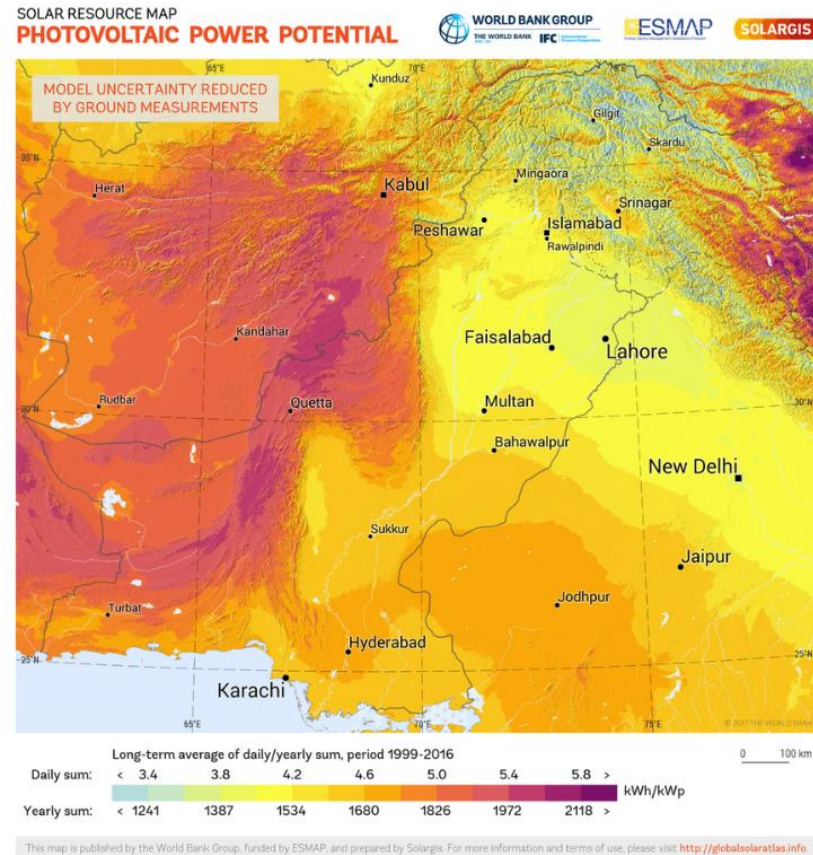 SOLAR RESOURCE MAP
PHOTOVOLTAIC POWER POTENTIAL
WORLD BANK GROUP
THE WORLD BANK IFC
ESMAP
SOLARGIS
MODEL UNCERTAINTY REDUCED
BY GROUND MEASUREMENTS
65°E
70°E
Kunduz
Gilgit
Skardu
35°N
Herat
Kabul
Mingaora
Srinagar
Peshawar
Islamabad
Rawalpindi
Kandahar
Faisalabad
Lahore
Rudbar
30°N
Quetta
Multan
30°N
Bahawalpur
New Delhi
Sukkur
Jaipur
Turbat
Jodhpur
Hyderabad
25°N
25°N
Karachi
65°E
70°E
75°E
© 2017 THE WORLD BANK
Long-term average of daily/yearly sum, period 1999-2016
0 100 km
Daily sum: < 3.4 3.8 4.2 4.6 5.0 5.4 5.8 >
kWh/kWp
Yearly sum: < 1241 1387 1534 1680 1826 1972 2118 >
This map is published by the World Bank Group, funded by ESMAP, and prepared by Solargis. For more information and terms of use, please visit http://globalsolaratlas.info.